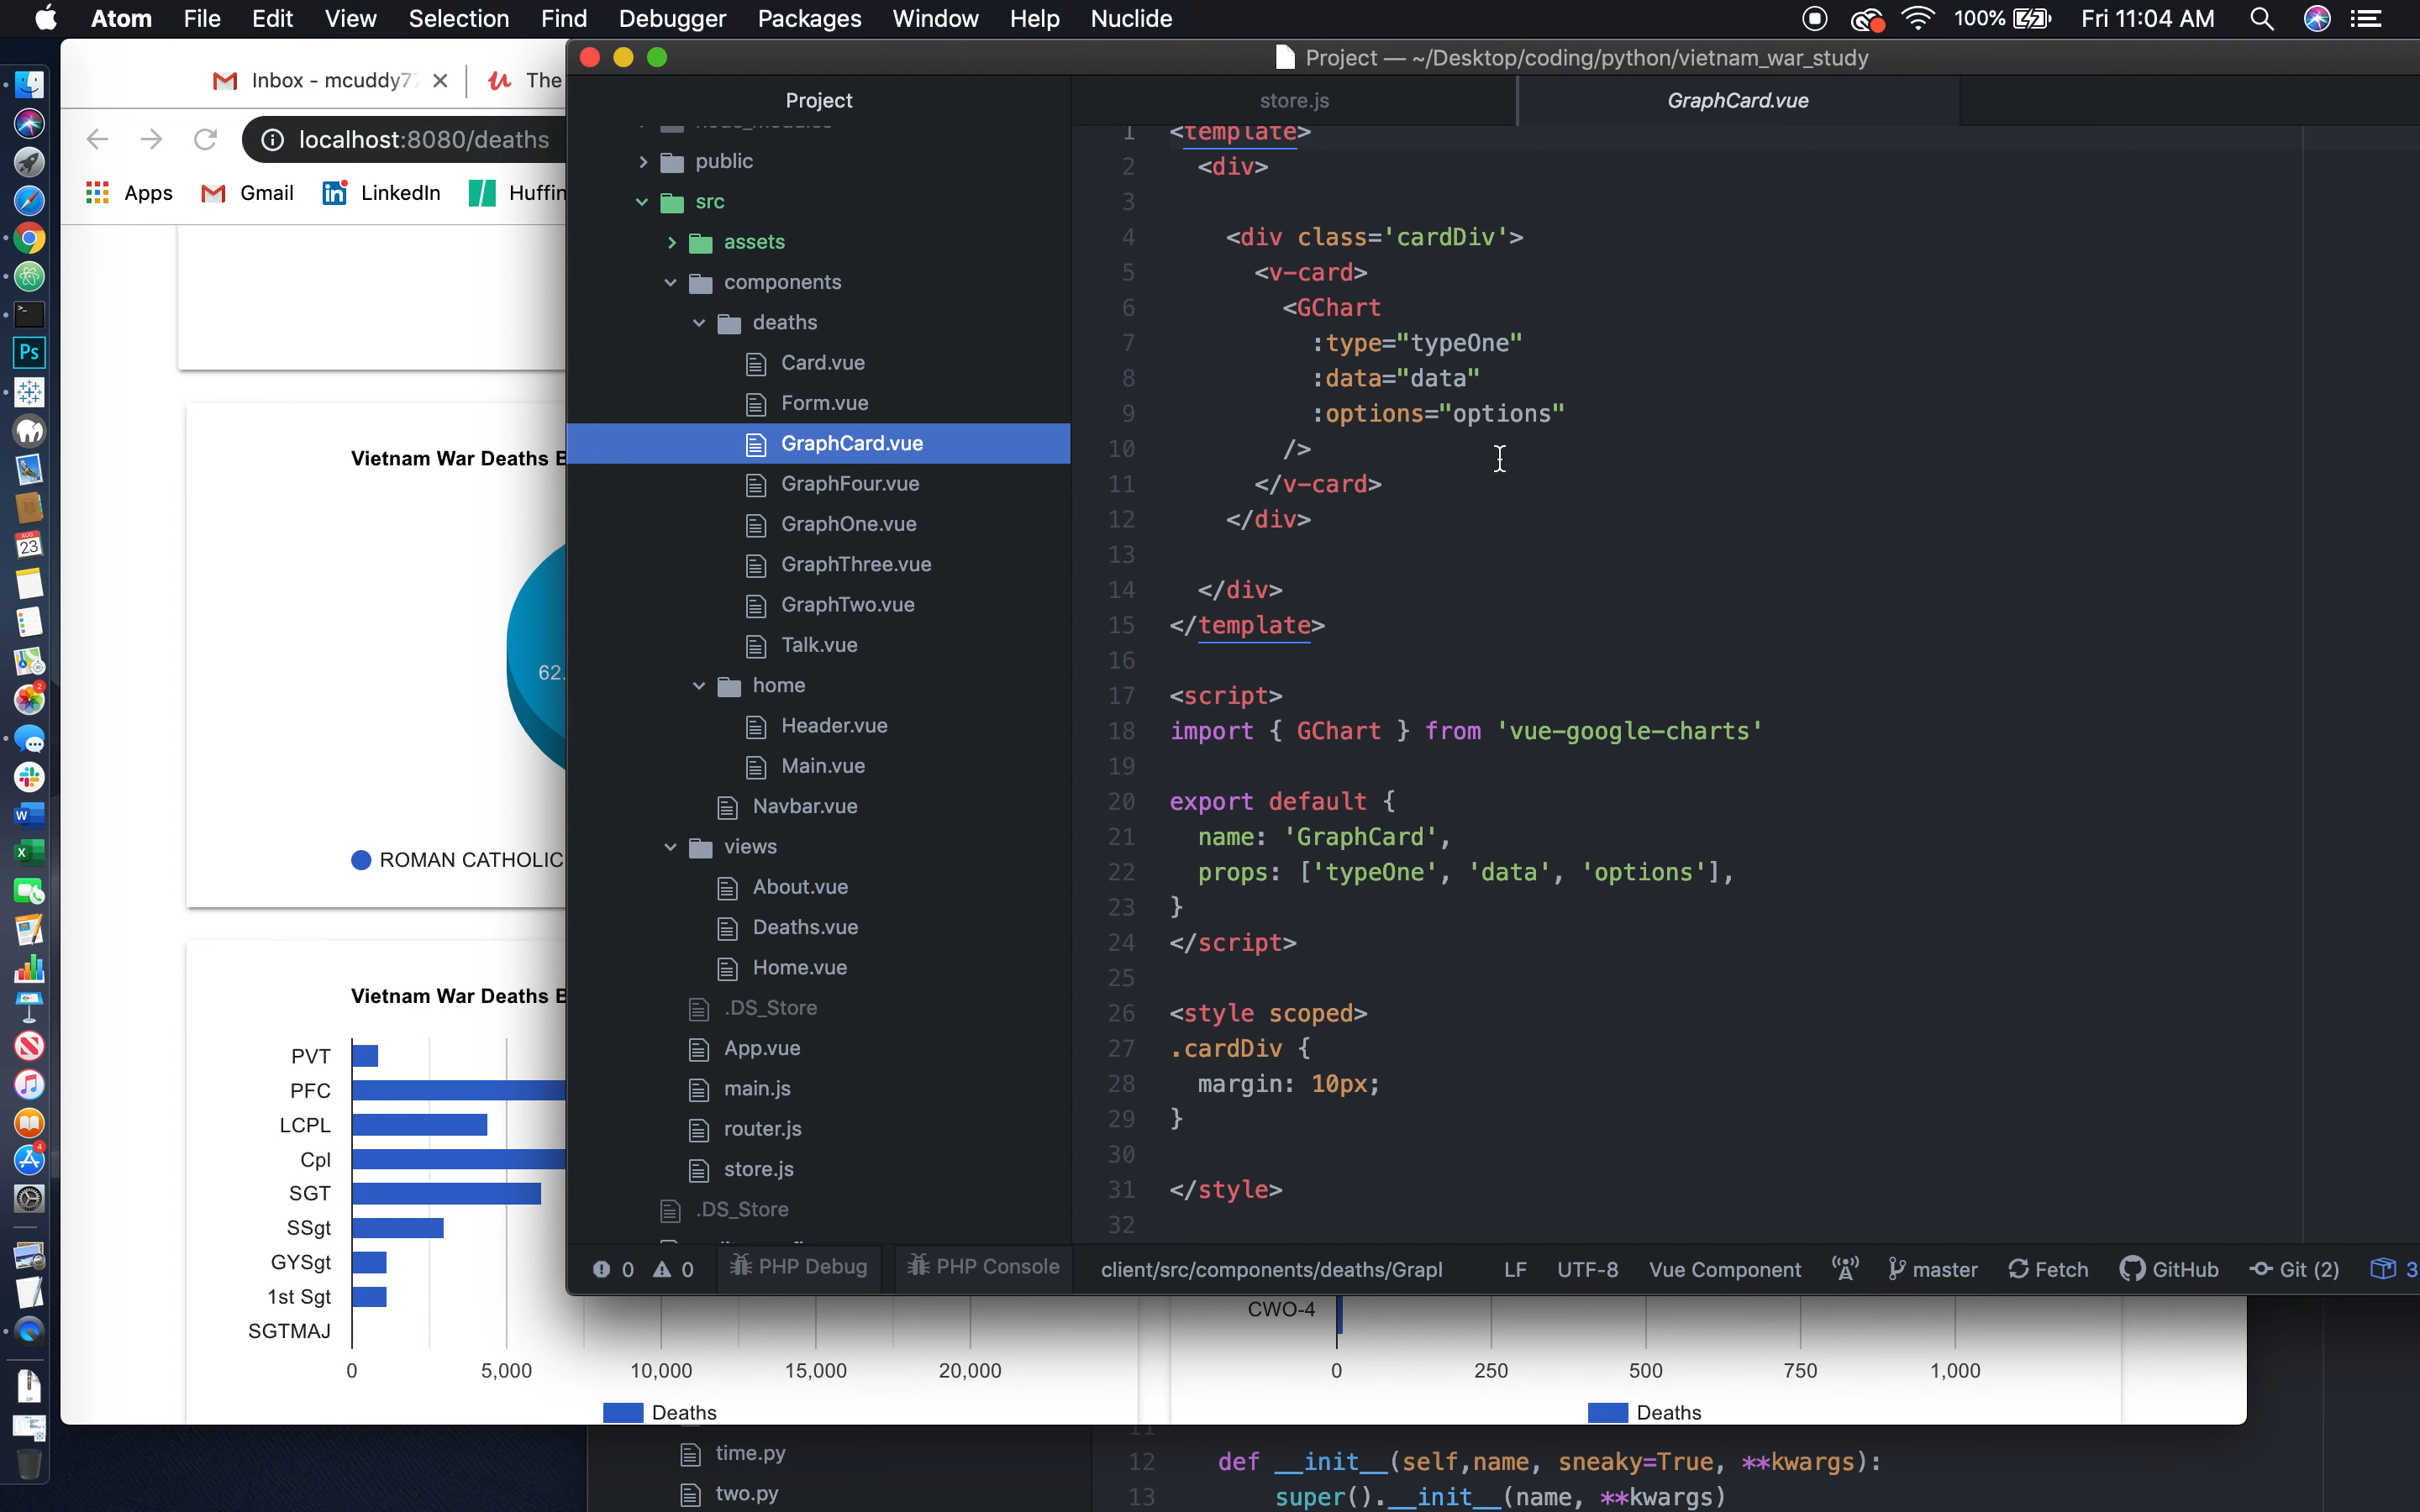 Atom File Edit View Selection Find Debugger Packages Window Help Nuclide 100% Fri 11:04 AM
Inbox - mcuddy77 The
localhost:8080/deaths
Apps Gmail LinkedIn Huffin
Vietnam War Deaths B
62.
ROMAN CATHOLIC
Vietnam War Deaths B
PVT
PFC
LCPL
Cpl
SGT
SSgt
GYSgt
1st Sgt
SGTMAJ
0 5,000 10,000 15,000 20,000
Deaths
CWO-4
0 250 500 750 1,000
Deaths
Project — ~/Desktop/coding/python/vietnam_war_study
Project
store.js
GraphCard.vue
node_modules
public
src
assets
components
deaths
Card.vue
Form.vue
GraphCard.vue
GraphFour.vue
GraphOne.vue
GraphThree.vue
GraphTwo.vue
Talk.vue
home
Header.vue
Main.vue
Navbar.vue
views
About.vue
Deaths.vue
Home.vue
.DS_Store
App.vue
main.js
router.js
store.js
.DS_Store
1 <template>
2 <div>
3
4 <div class='cardDiv'>
5 <v-card>
6 <GChart
7 :type="typeOne"
8 :data="data"
9 :options="options"
10 />
11 </v-card>
12 </div>
13
14 </div>
15 </template>
16
17 <script>
18 import { GChart } from 'vue-google-charts'
19
20 export default {
21 name: 'GraphCard',
22 props: ['typeOne', 'data', 'options'],
23 }
24 </script>
25
26 <style scoped>
27 .cardDiv {
28 margin: 10px;
29 }
30
31 </style>
32
0 0 PHP Debug PHP Console client/src/components/deaths/Grapl LF UTF-8 Vue Component master Fetch GitHub Git (2) 3
time.py
two.py
11
12 def __init__(self,name, sneaky=True, **kwargs):
13 super().__init__(name, **kwargs)
Ps
AUG
23
2
4